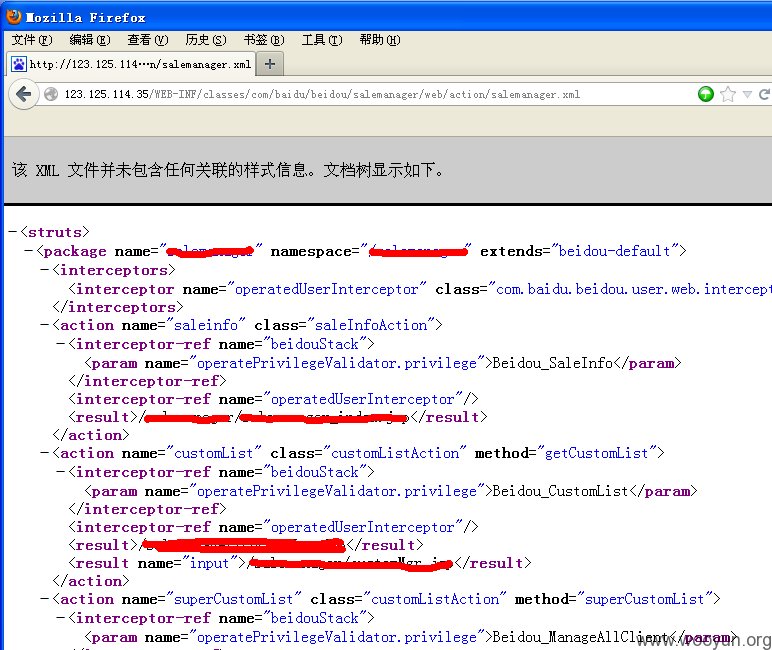 Mozilla Firefox
文件(F) 编辑(E) 查看(V) 历史(S) 书签(B) 工具(T) 帮助(H)
http://123.125.114…n/salemanager.xml
123.125.114.35/WEB-INF/classes/com/baidu/beidou/salemanager/web/action/salemanager.xml
该 XML 文件并未包含任何关联的样式信息。文档树显示如下。
−<struts>
−<package name="" namespace="/" extends="beidou-default">
−<interceptors>
<interceptor name="operatedUserInterceptor" class="com.baidu.beidou.user.web.intercept
</interceptors>
−<action name="saleinfo" class="saleInfoAction">
−<interceptor-ref name="beidouStack">
<param name="operatePrivilegeValidator.privilege">Beidou_SaleInfo</param>
</interceptor-ref>
<interceptor-ref name="operatedUserInterceptor"/>
<result>/</result>
</action>
−<action name="customList" class="customListAction" method="getCustomList">
−<interceptor-ref name="beidouStack">
<param name="operatePrivilegeValidator.privilege">Beidou_CustomList</param>
</interceptor-ref>
<interceptor-ref name="operatedUserInterceptor"/>
<result>/</result>
<result name="input">/</result>
</action>
−<action name="superCustomList" class="customListAction" method="superCustomList">
−<interceptor-ref name="beidouStack">
<param name="operatePrivilegeValidator.privilege">Beidou_ManageAllClient</param>
www.wooyun.org